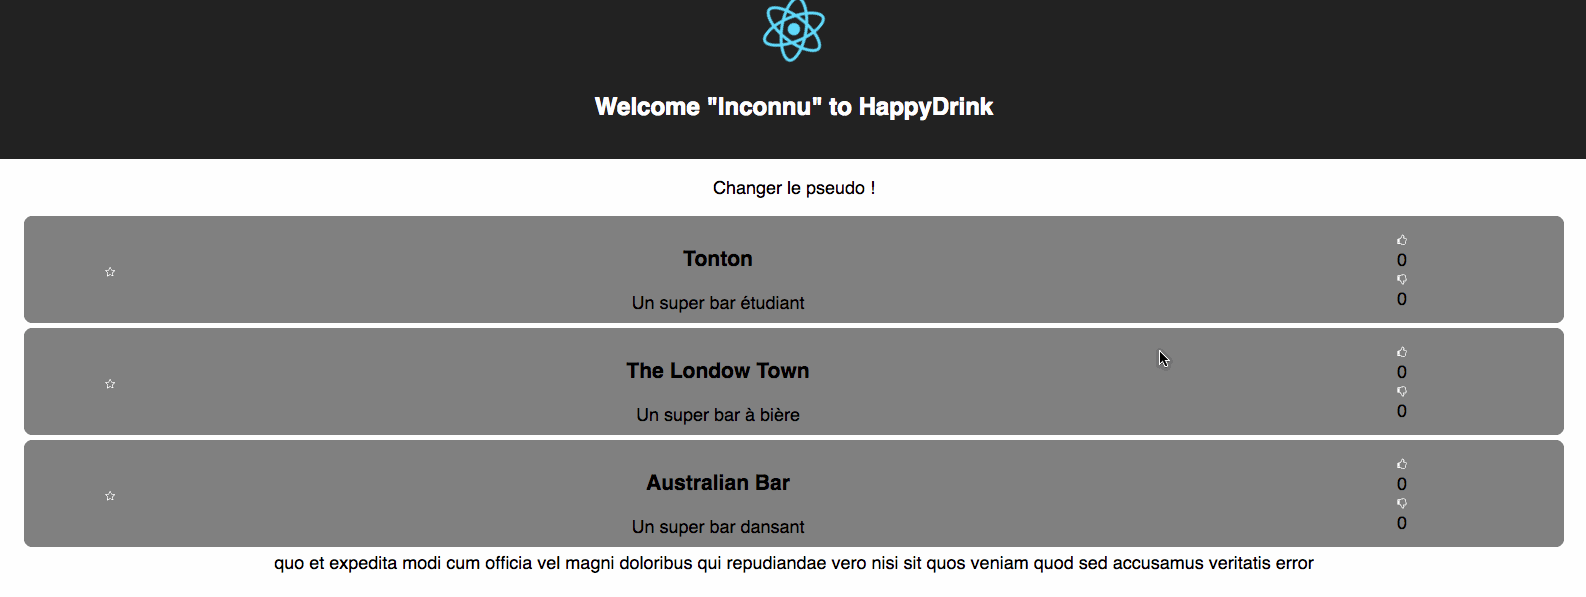 Welcome "Inconnu" to HappyDrink
Changer le pseudo !
Tonton
Un super bar étudiant
0
0
The Londow Town
Un super bar à bière
0
0
Australian Bar
Un super bar dansant
0
0
quo et expedita modi cum officia vel magni doloribus qui repudiandae vero nisi sit quos veniam quod sed accusamus veritatis error